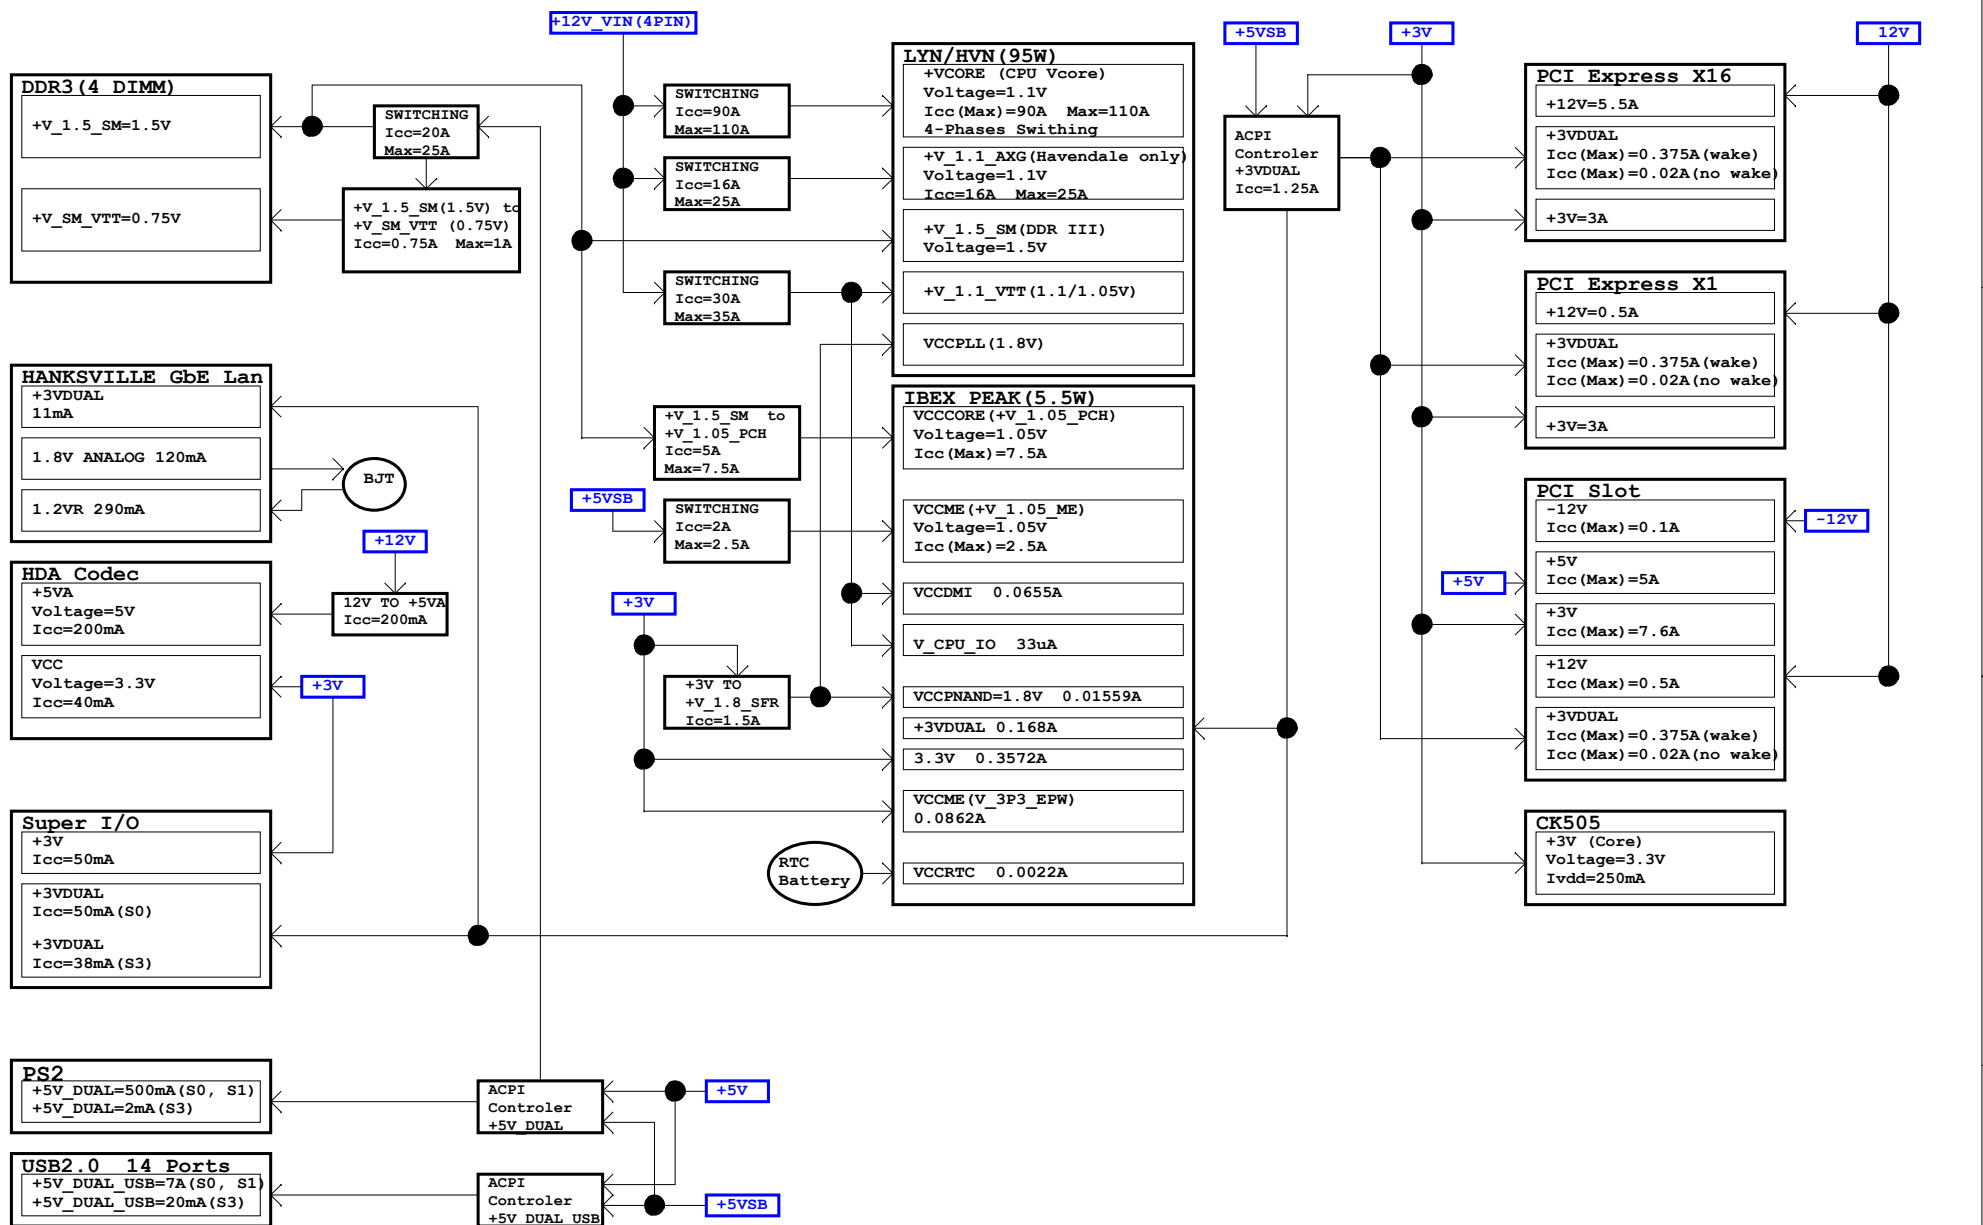 +12V_VIN(4PIN)
+5VSB
+3V
12V
DDR3(4 DIMM)
+V_1.5_SM=1.5V
+V_SM_VTT=0.75V
SWITCHING
Icc=20A
Max=25A
+V_1.5_SM(1.5V) to
+V_SM_VTT (0.75V)
Icc=0.75A  Max=1A
SWITCHING
Icc=90A
Max=110A
SWITCHING
Icc=16A
Max=25A
SWITCHING
Icc=30A
Max=35A
LYN/HVN(95W)
+VCORE (CPU Vcore)
Voltage=1.1V
Icc(Max)=90A  Max=110A
4-Phases Swithing
+V_1.1_AXG(Havendale only)
Voltage=1.1V
Icc=16A  Max=25A
+V_1.5_SM(DDR III)
Voltage=1.5V
+V_1.1_VTT(1.1/1.05V)
VCCPLL(1.8V)
ACPI
Controler
+3VDUAL
Icc=1.25A
PCI Express X16
+12V=5.5A
+3VDUAL
Icc(Max)=0.375A(wake)
Icc(Max)=0.02A(no wake)
+3V=3A
PCI Express X1
+12V=0.5A
+3VDUAL
Icc(Max)=0.375A(wake)
Icc(Max)=0.02A(no wake)
+3V=3A
HANKSVILLE GbE Lan
+3VDUAL
11mA
1.8V ANALOG 120mA
1.2VR 290mA
BJT
+12V
12V TO +5VA
Icc=200mA
HDA Codec
+5VA
Voltage=5V
Icc=200mA
VCC
Voltage=3.3V
Icc=40mA
+3V
+V_1.5_SM  to
+V_1.05_PCH
Icc=5A
Max=7.5A
+5VSB
SWITCHING
Icc=2A
Max=2.5A
+3V
+3V TO
+V_1.8_SFR
Icc=1.5A
RTC
Battery
IBEX PEAK(5.5W)
VCCCORE(+V_1.05_PCH)
Voltage=1.05V
Icc(Max)=7.5A
VCCME(+V_1.05_ME)
Voltage=1.05V
Icc(Max)=2.5A
VCCDMI  0.0655A
V_CPU_IO  33uA
VCCPNAND=1.8V  0.01559A
+3VDUAL 0.168A
3.3V  0.3572A
VCCME(V_3P3_EPW)
0.0862A
VCCRTC  0.0022A
PCI Slot
-12V
Icc(Max)=0.1A
+5V
Icc(Max)=5A
+3V
Icc(Max)=7.6A
+12V
Icc(Max)=0.5A
+3VDUAL
Icc(Max)=0.375A(wake)
Icc(Max)=0.02A(no wake)
-12V
+5V
CK505
+3V (Core)
Voltage=3.3V
Ivdd=250mA
Super I/O
+3V
Icc=50mA
+3VDUAL
Icc=50mA(S0)
+3VDUAL
Icc=38mA(S3)
PS2
+5V_DUAL=500mA(S0, S1)
+5V_DUAL=2mA(S3)
ACPI
Controler
+5V_DUAL
+5V
USB2.0  14 Ports
+5V_DUAL_USB=7A(S0, S1)
+5V_DUAL_USB=20mA(S3)
ACPI
Controler
+5V_DUAL_USB
+5VSB